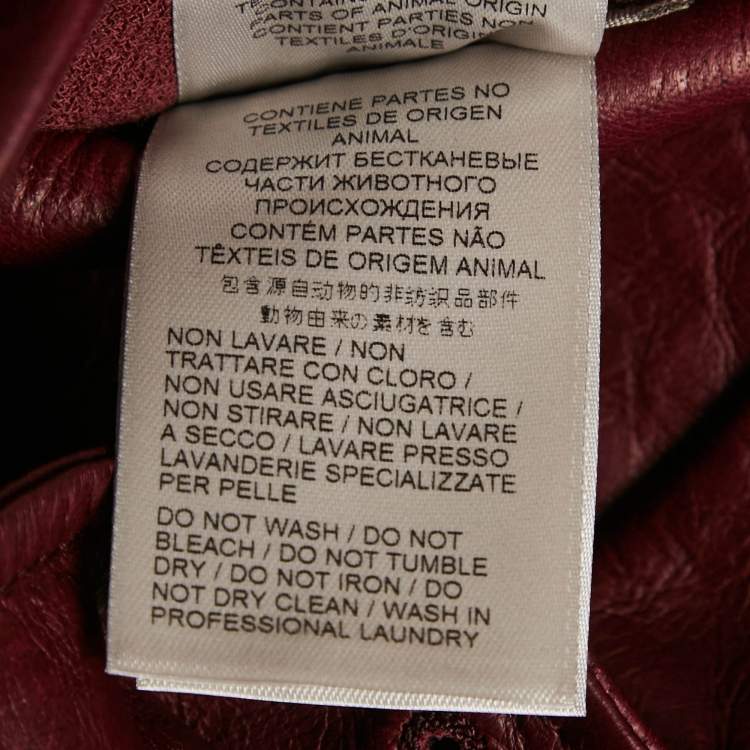 PARTS OF ANIMAL ORIGIN
CONTIENT PARTIES NON
TEXTILES D'ORIGINE
ANIMALE
CONTIENE PARTES NO
TEXTILES DE ORIGEN
ANIMAL
СОДЕРЖИТ БЕСТКАНЕВЫЕ
ЧАСТИ ЖИВОТНОГО
ПРОИСХОЖДЕНИЯ
CONTÉM PARTES NÃO
TÊXTEIS DE ORIGEM ANIMAL
包含源自动物的非纺织品部件
動物由来の素材を含む
NON LAVARE / NON
TRATTARE CON CLORO /
NON USARE ASCIUGATRICE /
NON STIRARE / NON LAVARE
A SECCO / LAVARE PRESSO
LAVANDERIE SPECIALIZZATE
PER PELLE
DO NOT WASH / DO NOT
BLEACH / DO NOT TUMBLE
DRY / DO NOT IRON / DO
NOT DRY CLEAN / WASH IN
PROFESSIONAL LAUNDRY